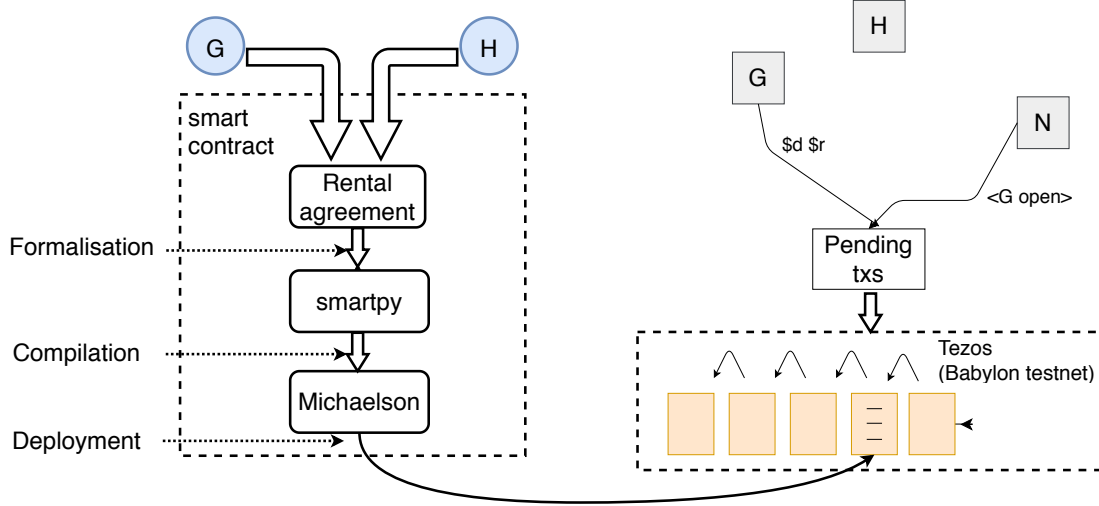 G
H
smart
contract
Rental
agreement
Formalisation
smartpy
Compilation
Michaelson
Deployment
H
G
N
$d $r
<G open>
Pending
txs
Tezos
(Babylon testnet)